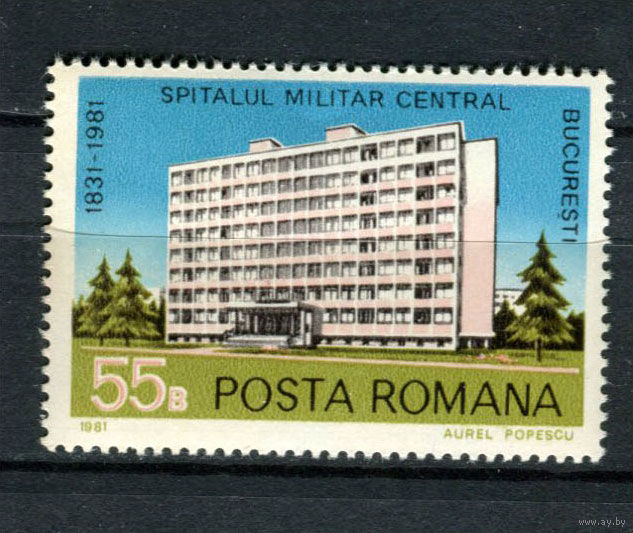 SPITALUL MILITAR CENTRAL
1831-1981
BUCUREȘTI
55B
POSTA ROMANA
1981
AUREL POPESCU
www.ay.by